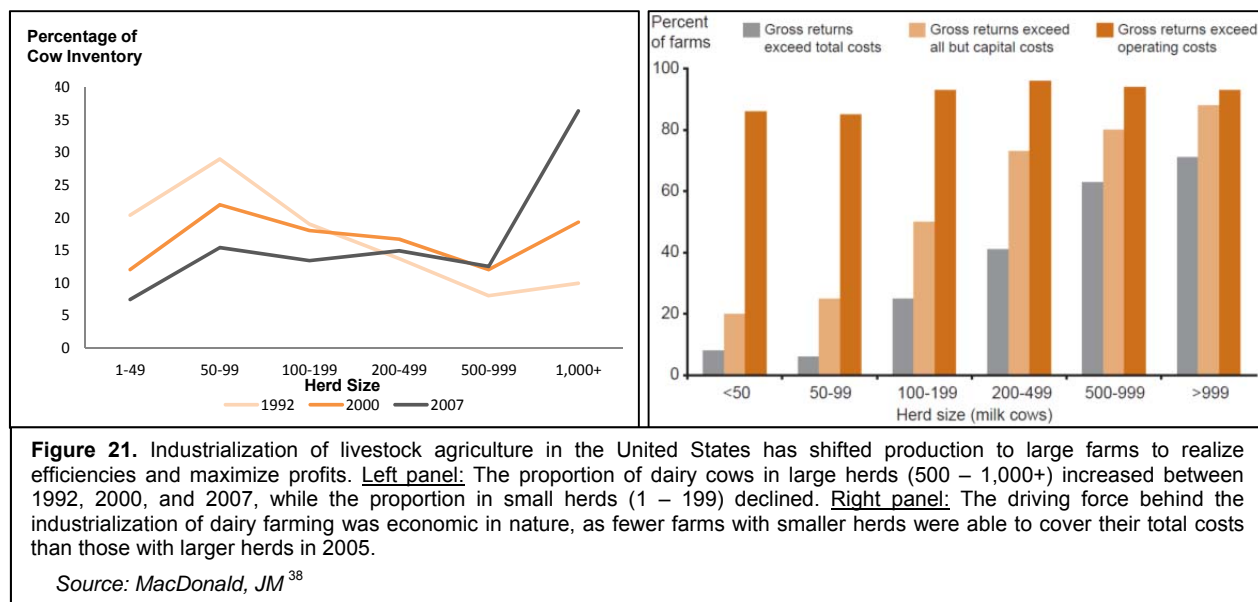 Percentage of
Cow Inventory
40
35
30
25
20
15
10
5
0
1-49
50-99
100-199
200-499
500-999
1,000+
Herd Size
1992
2000
2007
Percent
of farms
Gross returns
exceed total costs
Gross returns exceed
all but capital costs
Gross returns exceed
operating costs
100
80
60
40
20
0
<50
50-99
100-199
200-499
500-999
>999
Herd size (milk cows)
Figure 21. Industrialization of livestock agriculture in the United States has shifted production to large farms to realize
efficiencies and maximize profits. Left panel: The proportion of dairy cows in large herds (500 – 1,000+) increased between
1992, 2000, and 2007, while the proportion in small herds (1 – 199) declined. Right panel: The driving force behind the
industrialization of dairy farming was economic in nature, as fewer farms with smaller herds were able to cover their total costs
than those with larger herds in 2005.
Source: MacDonald, JM 38